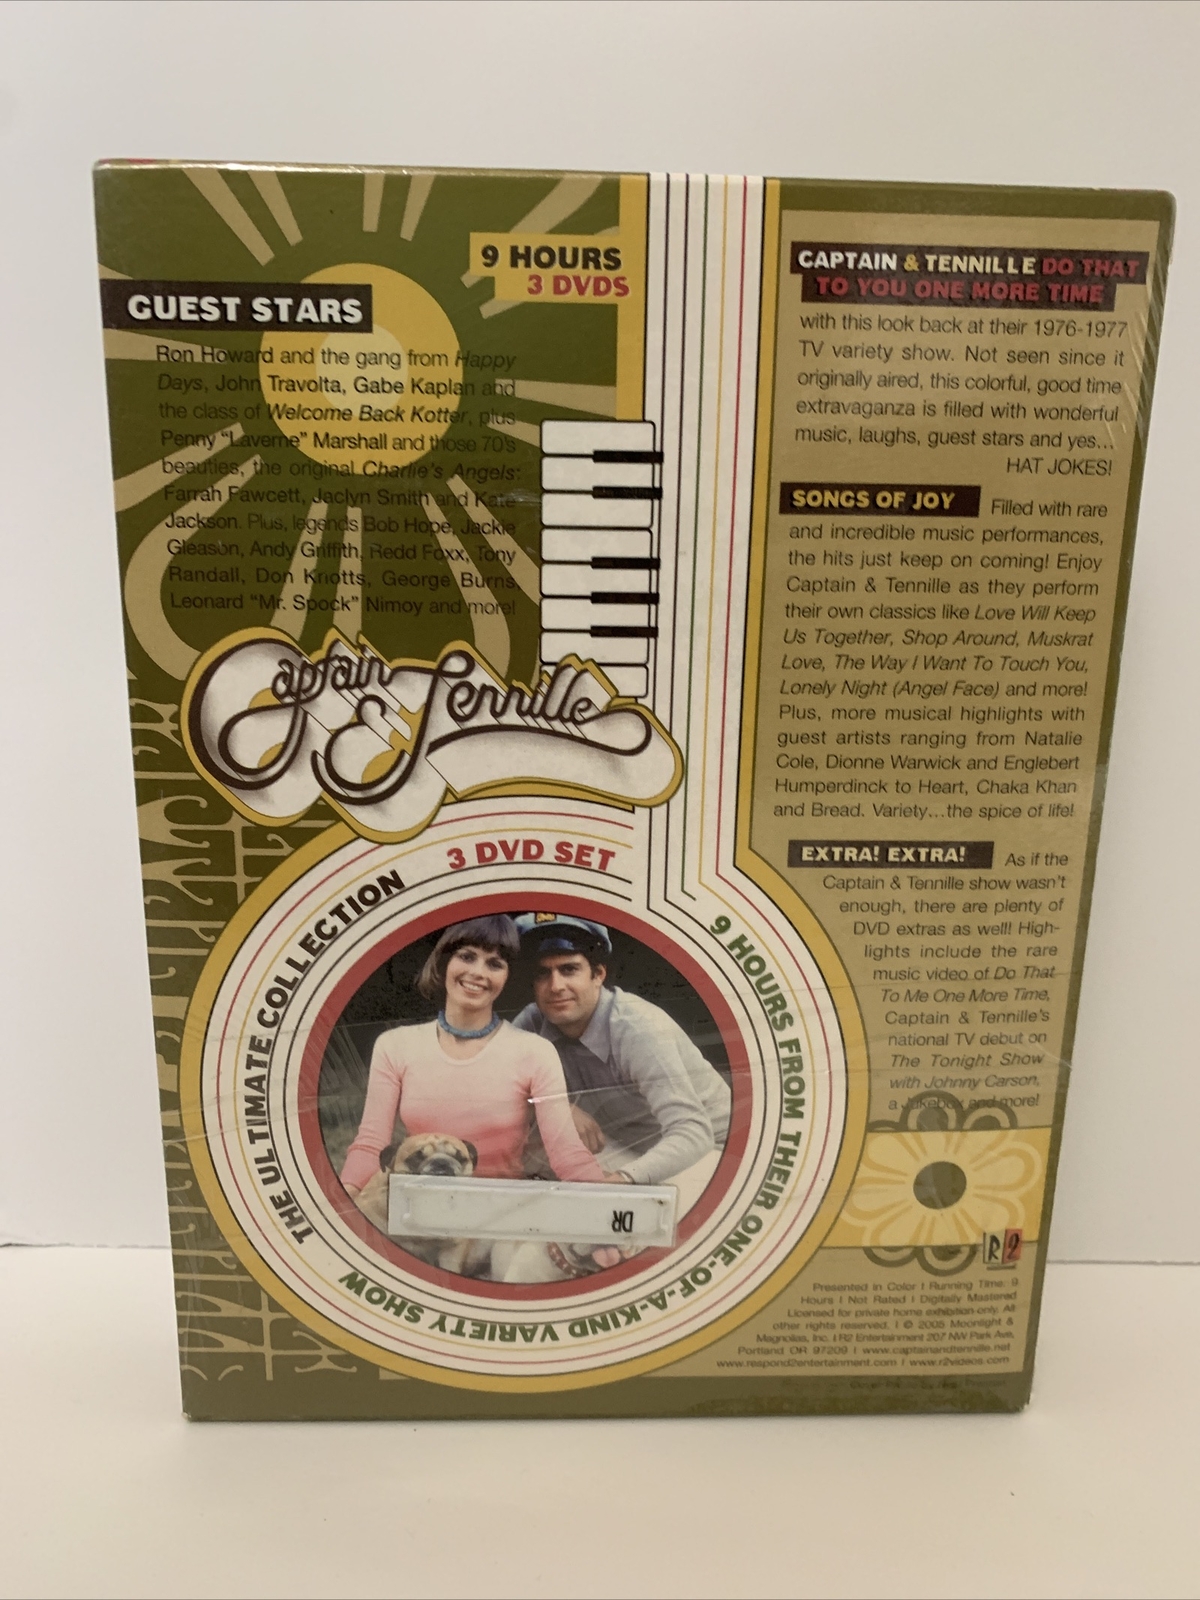 9 HOURS
3 DVDS
GUEST STARS
Ron Howard and the gang from Happy
Days, John Travolta, Gabe Kaplan and
the class of Welcome Back Kotter, plus
Penny “Laverne” Marshall and those 70's
beauties, the original Charlie's Angels:
Farrah Fawcett, Jaclyn Smith and Kate
Jackson. Plus, legends Bob Hope, Jackie
Gleason, Andy Griffith, Redd Foxx, Tony
Randall, Don Knotts, George Burns,
Leonard “Mr. Spock” Nimoy and more!
Captain
& Tennille
3 DVD SET
THE ULTIMATE COLLECTION
9 HOURS FROM THEIR ONE-OF-A-KIND VARIETY SHOW
DR
CAPTAIN & TENNILLE DO THAT
TO YOU ONE MORE TIME
with this look back at their 1976-1977
TV variety show. Not seen since it
originally aired, this colorful, good time
extravaganza is filled with wonderful
music, laughs, guest stars and yes...
HAT JOKES!
SONGS OF JOY Filled with rare
and incredible music performances,
the hits just keep on coming! Enjoy
Captain & Tennille as they perform
their own classics like Love Will Keep
Us Together, Shop Around, Muskrat
Love, The Way I Want To Touch You,
Lonely Night (Angel Face) and more!
Plus, more musical highlights with
guest artists ranging from Natalie
Cole, Dionne Warwick and Englebert
Humperdinck to Heart, Chaka Khan
and Bread. Variety...the spice of life!
EXTRA! EXTRA! As if the
Captain & Tennille show wasn't
enough, there are plenty of
DVD extras as well! High-
lights include the rare
music video of Do That
To Me One More Time,
Captain & Tennille's
national TV debut on
The Tonight Show
with Johnny Carson,
a Jukebox and more!
R2
Presented in Color | Running Time: 9
Hours | Not Rated | Digitally Mastered
Licensed for private home exhibition only. All
other rights reserved. | © 2005 Moonlight &
Magnolias, Inc. | R2 Entertainment 207 NW Park Ave,
Portland OR 97209 | www.captainandtennille.net
www.respond2entertainment.com | www.r2videos.com